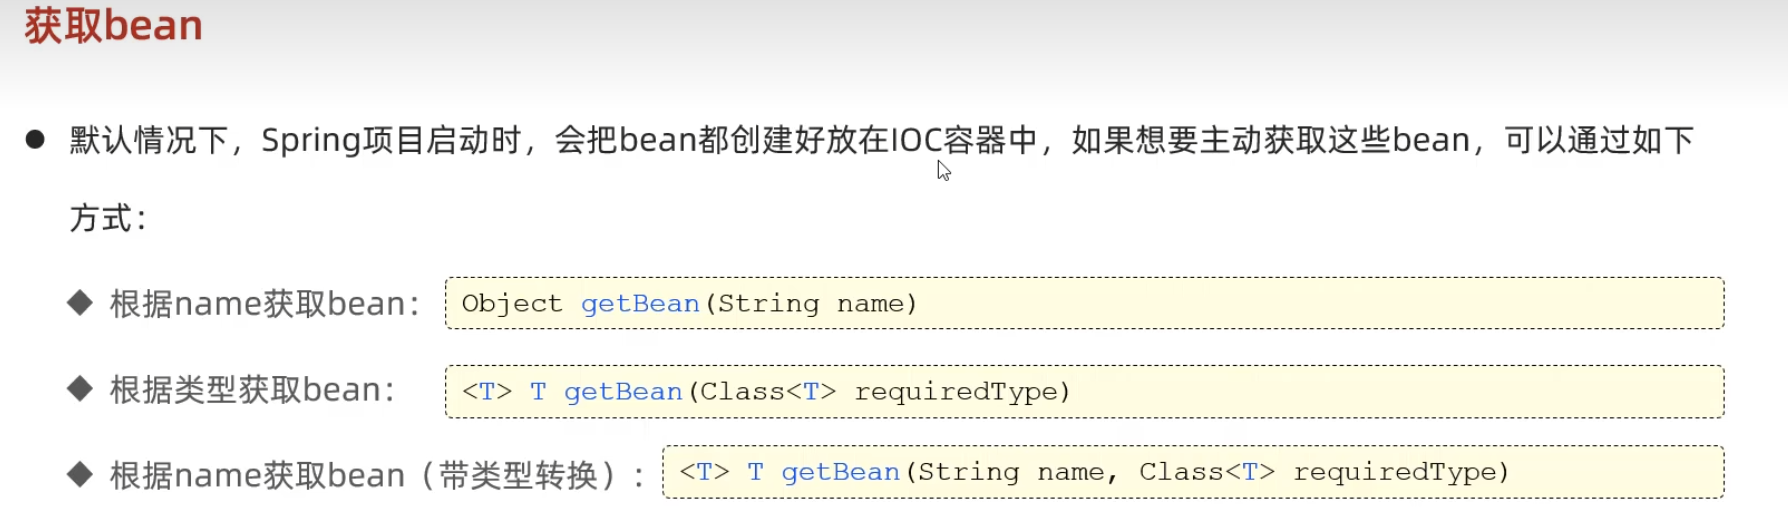 获取bean
默认情况下，Spring项目启动时，会把bean都创建好放在IOC容器中，如果想要主动获取这些bean，可以通过如下
方式：
根据name获取bean： Object getBean(String name)
根据类型获取bean： <T> T getBean(Class<T> requiredType)
根据name获取bean（带类型转换）： <T> T getBean(String name, Class<T> requiredType)